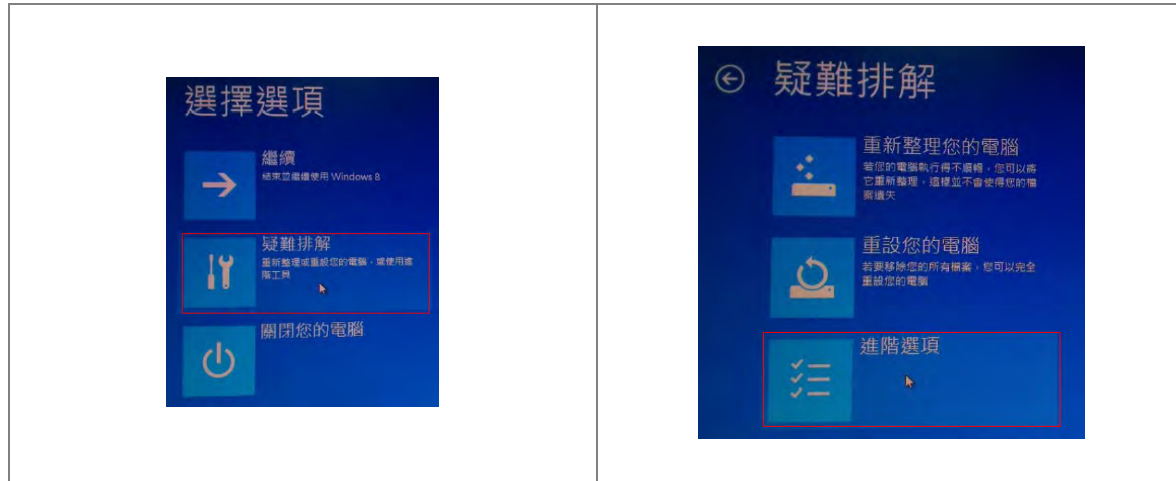 選擇選項
繼續
結束並繼續使用 Windows 8
疑難排解
重新整理或重設您的電腦，或使用進
階工具
關閉您的電腦
疑難排解
重新整理您的電腦
若您的電腦執行得不順暢，您可以將
它重新整理，這樣並不會使得您的檔
案遺失
重設您的電腦
若要移除您的所有檔案，您可以完全
重設您的電腦
進階選項